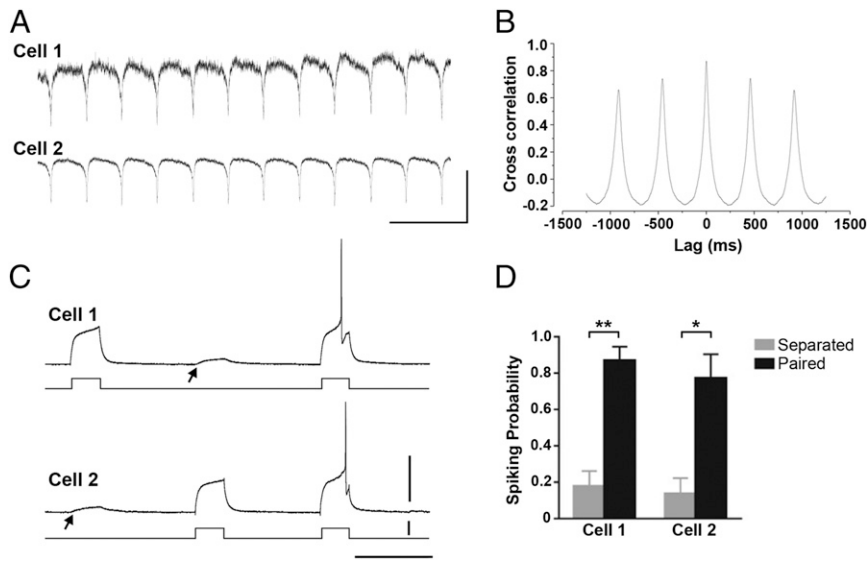 A
Cell 1
Cell 2
B
Cross correlation
1.0
0.8
0.6
0.4
0.2
0.0
-0.2
-1500 -1000 -500 0 500 1000 1500
Lag (ms)
C
Cell 1
Cell 2
D
Spiking Probability
1.0
0.8
0.4
0.2
0
** *
Separated
Paired
Cell 1 Cell 2